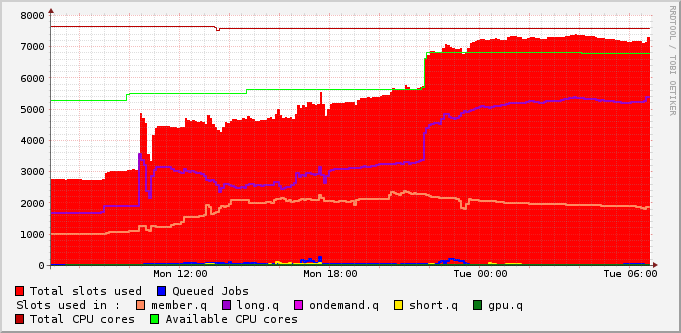 8000
7000
6000
5000
4000
3000
2000
1000
0
Mon 12:00 Mon 18:00 Tue 00:00 Tue 06:00
RRDTOOL / TOBI OETIKER
Total slots used Queued Jobs
Slots used in : member.q long.q ondemand.q short.q gpu.q
Total CPU cores Available CPU cores